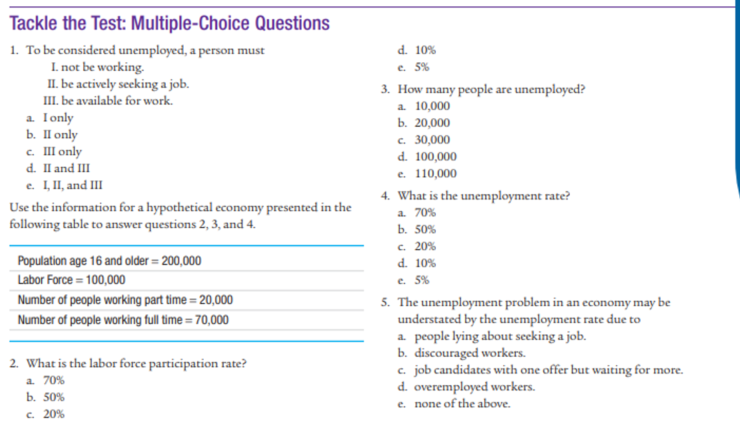 Tackle the Test: Multiple-Choice Questions
1. To be considered unemployed, a person must
I. not be working.
II. be actively seeking a job.
III. be available for work.
a. I only
b. II only
c. III only
d. II and III
e. I, II, and III
Use the information for a hypothetical economy presented in the
following table to answer questions 2, 3, and 4.
Population age 16 and older = 200,000
Labor Force = 100,000
Number of people working part time = 20,000
Number of people working full time = 70,000
2. What is the labor force participation rate?
a. 70%
b. 50%
c. 20%
d. 10%
e. 5%
3. How many people are unemployed?
a. 10,000
b. 20,000
c. 30,000
d. 100,000
e. 110,000
4. What is the unemployment rate?
a. 70%
b. 50%
c. 20%
d. 10%
e. 5%
5. The unemployment problem in an economy may be
understated by the unemployment rate due to
a. people lying about seeking a job.
b. discouraged workers.
c. job candidates with one offer but waiting for more.
d. overemployed workers.
e. none of the above.